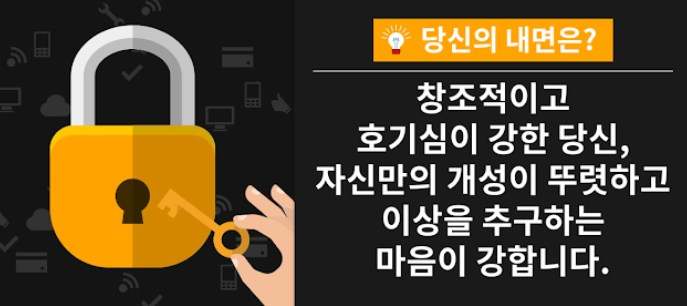 당신의 내면은?
창조적이고
호기심이 강한 당신,
자신만의 개성이 뚜렷하고
이상을 추구하는
마음이 강합니다.